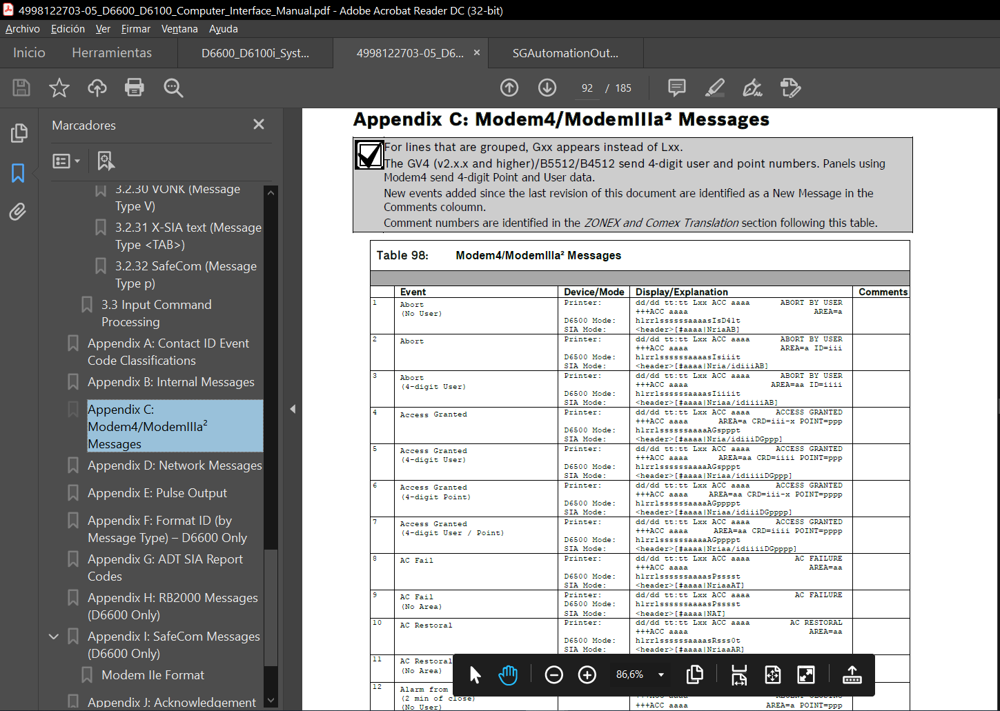 4998122703-05_D6600_D6100_Computer_Interface_Manual.pdf - Adobe Acrobat Reader DC (32-bit)
Archivo Edición Ver Firmar Ventana Ayuda
Inicio Herramientas D6600_D6100i_Syst... 4998122703-05_D6... × SGAutomationOut...
92 / 185
Marcadores
3.2.30 VONK (Message
Type V)
3.2.31 X-SIA text (Message
Type <TAB>)
3.2.32 SafeCom (Message
Type p)
3.3 Input Command
Processing
Appendix A: Contact ID Event
Code Classifications
Appendix B: Internal Messages
Appendix C:
Modem4/ModemIIIa²
Messages
Appendix D: Network Messages
Appendix E: Pulse Output
Appendix F: Format ID (by
Message Type) – D6600 Only
Appendix G: ADT SIA Report
Codes
Appendix H: RB2000 Messages
(D6600 Only)
Appendix I: SafeCom Messages
(D6600 Only)
Modem IIe Format
Appendix J: Acknowledgement
Appendix C: Modem4/ModemIIIa² Messages
For lines that are grouped, Gxx appears instead of Lxx.
The GV4 (v2.x.x and higher)/B5512/B4512 send 4-digit user and point numbers. Panels using
Modem4 send 4-digit Point and User data.
New events added since the last revision of this document are identified as a New Message in the
Comments coloumn.
Comment numbers are identified in the ZONEX and Comex Translation section following this table.
Table 98: Modem4/ModemIIIa² Messages
Event Device/Mode Display/Explanation Comments
1 Abort Printer: dd/dd tt:tt Lxx ACC aaaa ABORT BY USER
(No User) +++ACC aaaa AREA=a
D6500 Mode: h1rrlssssssaaaasIsD41t
SIA Mode: <header>[#aaaa|NriaAB]
2 Abort Printer: dd/dd tt:tt Lxx ACC aaaa ABORT BY USER
+++ACC aaaa AREA=a ID=iii
D6500 Mode: h1rrlssssssaaaasIsiiit
SIA Mode: <header>[#aaaa|Nria/idiiiAB]
3 Abort Printer: dd/dd tt:tt Lxx ACC aaaa ABORT BY USER
(4-digit User) +++ACC aaaa AREA=aa ID=iiii
D6500 Mode: h1rrlssssssaaaasIiiiit
SIA Mode: <header>[#aaaa|Nriaa/idiiiiAB]
4 Access Granted Printer: dd/dd tt:tt Lxx ACC aaaa ACCESS GRANTED
+++ACC aaaa AREA=a CRD=iii-x POINT=ppp
D6500 Mode: h1rrlssssssaaaaAGspppt
SIA Mode: <header>[#aaaa|Nria/idiiiDGppp]
5 Access Granted Printer: dd/dd tt:tt Lxx ACC aaaa ACCESS GRANTED
(4-digit User) +++ACC aaaa AREA=aa CRD=iiii POINT=ppp
D6500 Mode: h1rrlssssssaaaaAGspppt
SIA Mode: <header>[#aaaa|Nriaa/idiiiiDGppp]
6 Access Granted Printer: dd/dd tt:tt Lxx ACC aaaa ACCESS GRANTED
(4-digit Point) +++ACC aaaa AREA=aa CRD=iii-x POINT=pppp
D6500 Mode: h1rrlssssssaaaaAGppppt
SIA Mode: <header>[#aaaa|Nriaa/idiiiDGpppp]
7 Access Granted Printer: dd/dd tt:tt Lxx ACC aaaa ACCESS GRANTED
(4-digit User / Point) +++ACC aaaa AREA=aa CRD=iiii POINT=pppp
D6500 Mode: h1rrlssssssaaaaAGppppt
SIA Mode: <header>[#aaaa|Nriaa/idiiiiDGpppp]
8 AC Fail Printer: dd/dd tt:tt Lxx ACC aaaa AC FAILURE
+++ACC aaaa AREA=aa
D6500 Mode: h1rrlssssssaaaasPsssst
SIA Mode: <header>[#aaaa|NriaaAT]
9 AC Fail Printer: dd/dd tt:tt Lxx ACC aaaa AC FAILURE
(No Area) D6500 Mode: h1rrlssssssaaaasPsssst
SIA Mode: <header>[#aaaa|NAT]
10 AC Restoral Printer: dd/dd tt:tt Lxx ACC aaaa AC RESTORAL
+++ACC aaaa AREA=aa
D6500 Mode: h1rrlssssssaaaasRsss0t
SIA Mode: <header>[#aaaa|NriaaAR]
11 AC Restoral
(No Area)
12 Alarm from
(2 min of close)
(No User) +++ACC aaaa AREA=aa POINT=ppp
86,6%